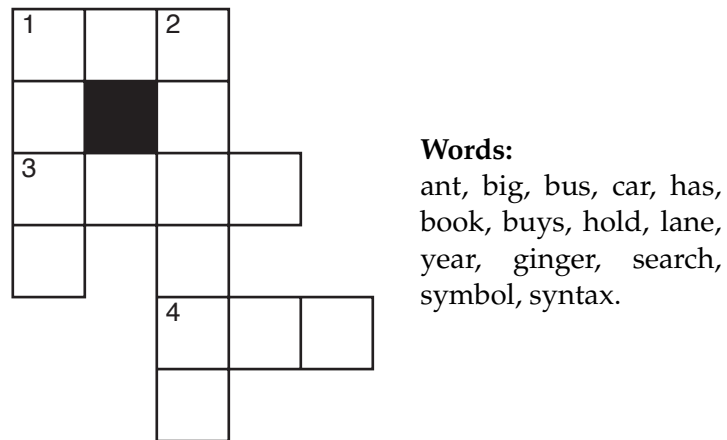 1 2
3
4
Words:
ant, big, bus, car, has,
book, buys, hold, lane,
year, ginger, search,
symbol, syntax.